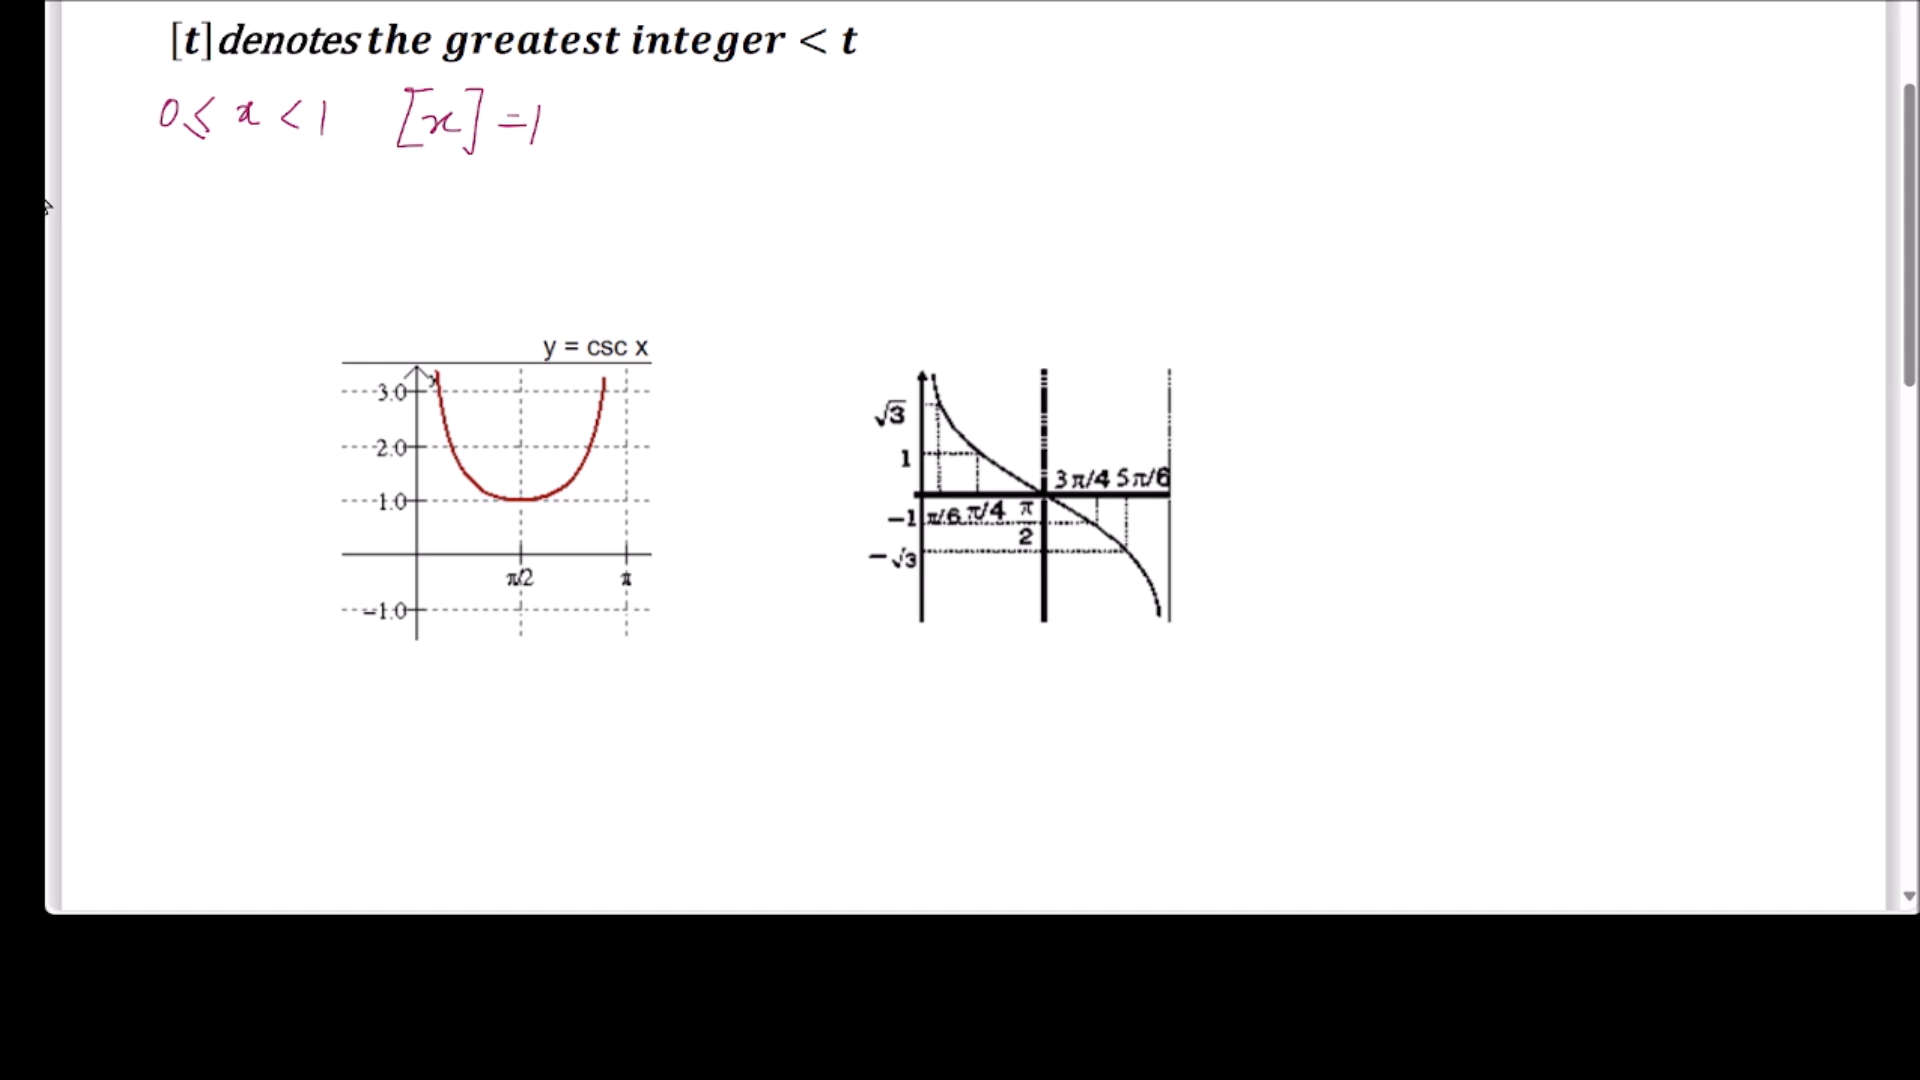 [t] denotes the greatest integer < t
0 ≤ x < 1 [x] = 1
y = csc x
3.0
2.0
1.0
π/2 π
−1.0
√3
1
3π/4 5π/6
−1 π/6 π/4 π/2
−√3